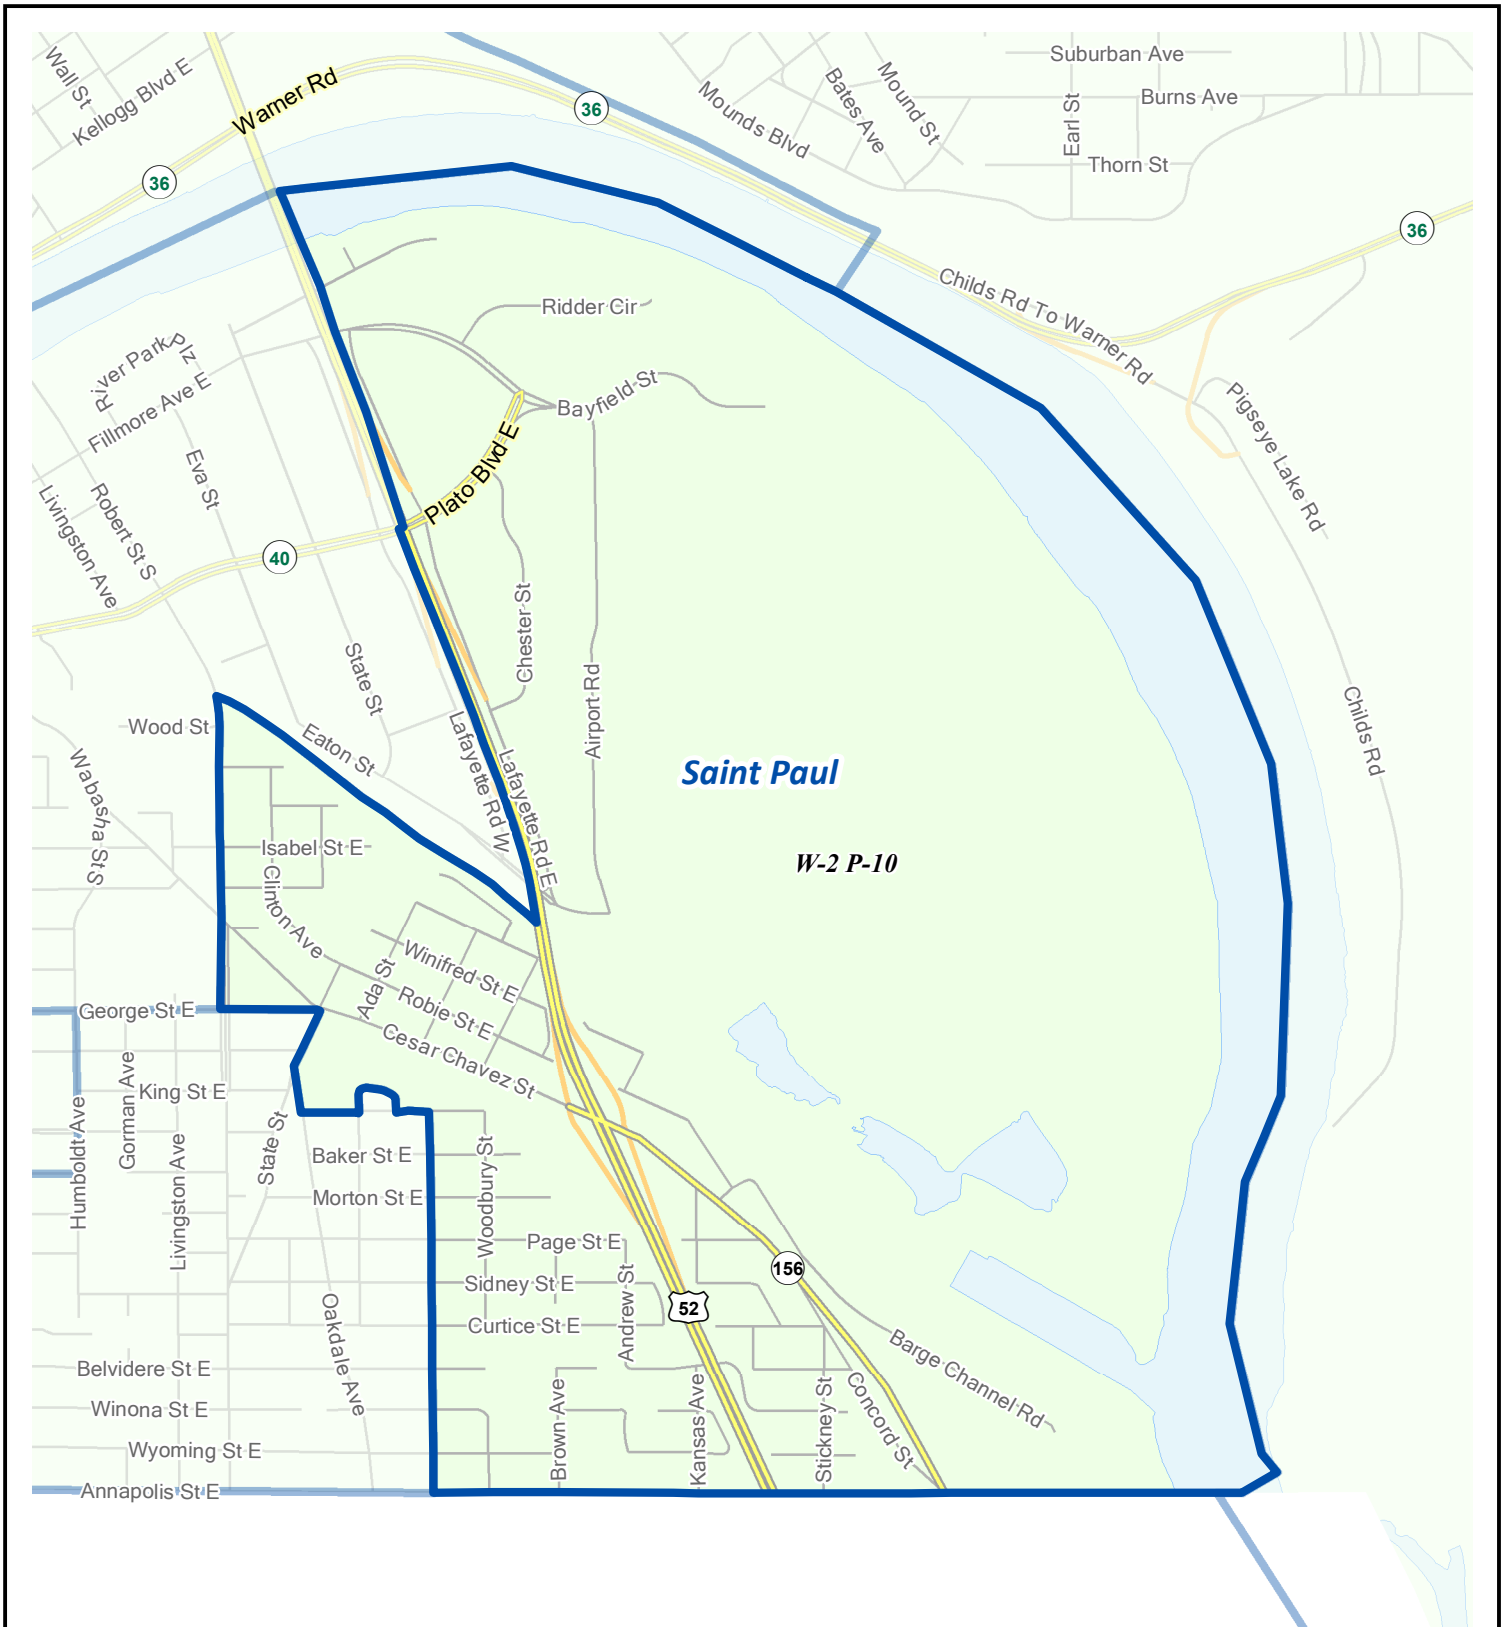 Wall St
Kellogg Blvd E
Warner Rd
36
36
Mounds Blvd
Bates Ave
Mound St
Suburban Ave
Burns Ave
Earl St
Thorn St
36
Childs Rd To Warner Rd
Pigseye Lake Rd
Childs Rd
River Park Plz
Fillmore Ave E
Ridder Cir
Bayfield St
Plato Blvd E
Eva St
Robert St S
Livingston Ave
40
State St
Chester St
Airport Rd
Lafayette Rd W
Lafayette Rd E
Wood St
Eaton St
Wabasha St S
Saint Paul
W-2 P-10
Isabel St E
Clinton Ave
Winifred St E
Ada St
Robie St E
Cesar Chavez St
George St E
Gorman Ave
King St E
Humboldt Ave
Livingston Ave
State St
Baker St E
Morton St E
Woodbury St
Page St E
Sidney St E
Andrew St
Curtice St E
156
52
Oakdale Ave
Belvidere St E
Winona St E
Wyoming St E
Annapolis St E
Brown Ave
Kansas Ave
Stickney St
Concord St
Barge Channel Rd